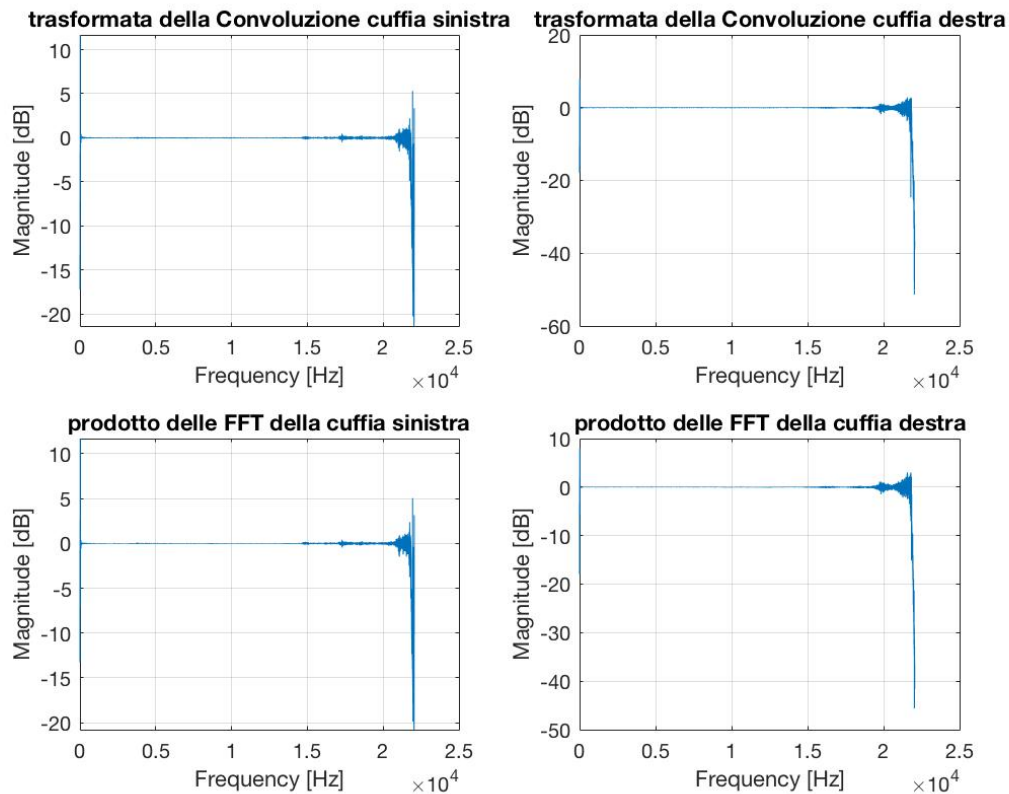 trasformata della Convoluzione cuffia sinistra
10
5
0
-5
-10
-15
-20
Magnitude [dB]
0 0.5 1 1.5 2 2.5
Frequency [Hz]
×10^4
trasformata della Convoluzione cuffia destra
20
0
-20
-40
-60
Magnitude [dB]
0 0.5 1 1.5 2 2.5
Frequency [Hz]
×10^4
prodotto delle FFT della cuffia sinistra
10
5
0
-5
-10
-15
-20
Magnitude [dB]
0 0.5 1 1.5 2 2.5
Frequency [Hz]
×10^4
prodotto delle FFT della cuffia destra
10
0
-10
-20
-30
-40
-50
Magnitude [dB]
0 0.5 1 1.5 2 2.5
Frequency [Hz]
×10^4